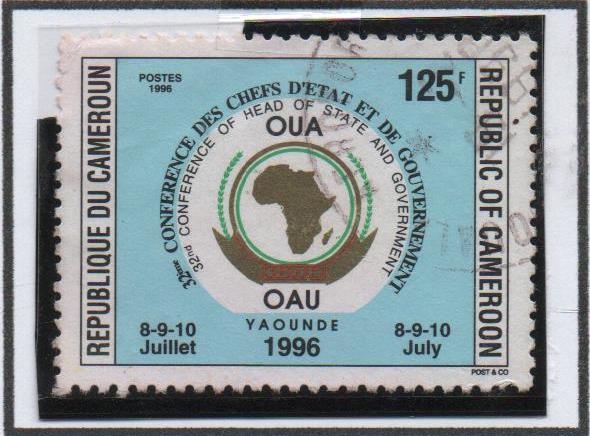 POSTES
1996
125F
REPUBLIQUE DU CAMEROUN
REPUBLIC OF CAMEROON
32ème CONFERENCE DES CHEFS D'ETAT ET DE GOUVERNEMENT
32nd CONFERENCE OF HEAD OF STATE AND GOVERNMENT
OUA
OAU
YAOUNDE
1996
8-9-10
Juillet
8-9-10
July
POST & CO